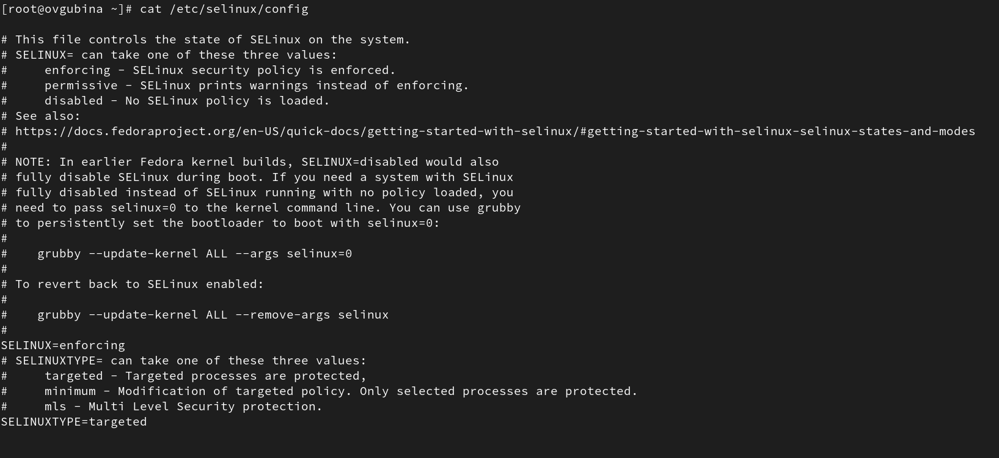 [root@ovgubina ~]# cat /etc/selinux/config

# This file controls the state of SELinux on the system.
# SELINUX= can take one of these three values:
#     enforcing - SELinux security policy is enforced.
#     permissive - SELinux prints warnings instead of enforcing.
#     disabled - No SELinux policy is loaded.
# See also:
# https://docs.fedoraproject.org/en-US/quick-docs/getting-started-with-selinux/#getting-started-with-selinux-selinux-states-and-modes
#
# NOTE: In earlier Fedora kernel builds, SELINUX=disabled would also
# fully disable SELinux during boot. If you need a system with SELinux
# fully disabled instead of SELinux running with no policy loaded, you
# need to pass selinux=0 to the kernel command line. You can use grubby
# to persistently set the bootloader to boot with selinux=0:
#
#    grubby --update-kernel ALL --args selinux=0
#
# To revert back to SELinux enabled:
#
#    grubby --update-kernel ALL --remove-args selinux
#
SELINUX=enforcing
# SELINUXTYPE= can take one of these three values:
#     targeted - Targeted processes are protected,
#     minimum - Modification of targeted policy. Only selected processes are protected.
#     mls - Multi Level Security protection.
SELINUXTYPE=targeted